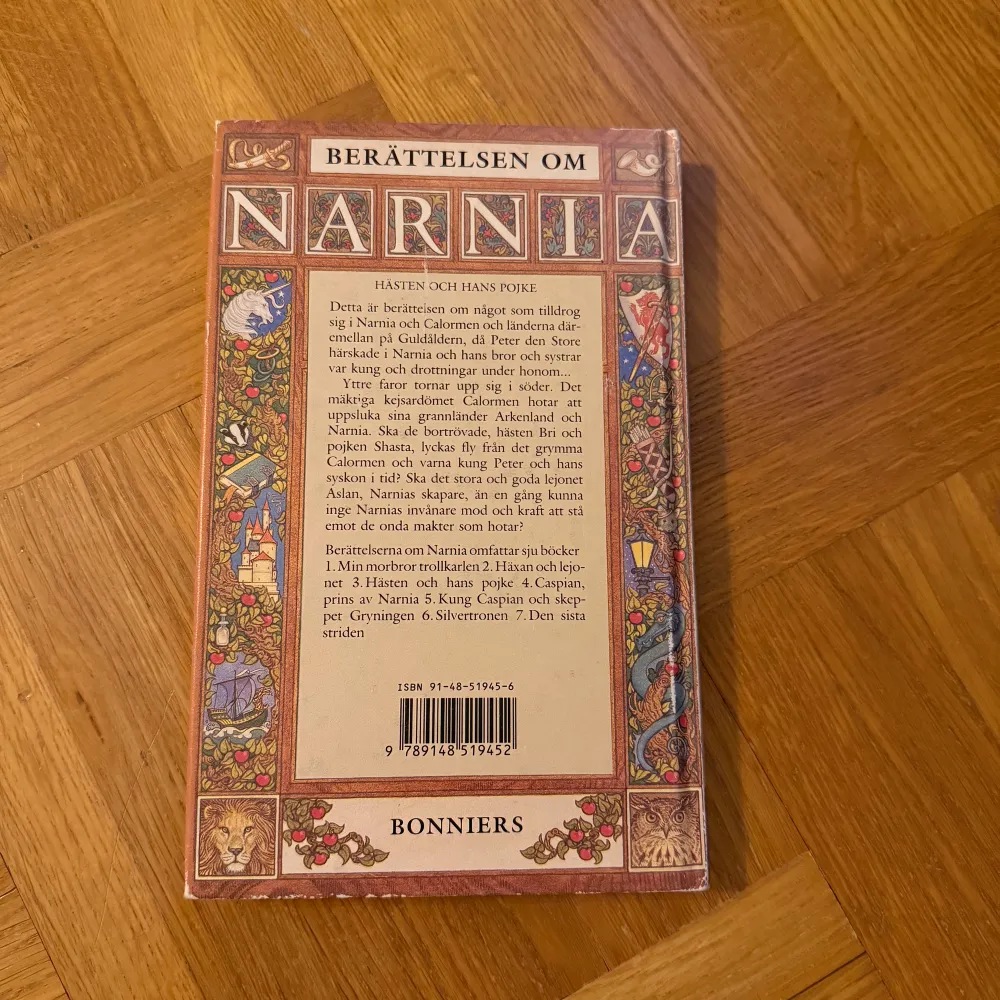 BERÄTTELSEN OM
NARNIA
HÄSTEN OCH HANS POJKE
Detta är berättelsen om något som tilldrog
sig i Narnia och Calormen och länderna där-
emellan på Guldåldern, då Peter den Store
härskade i Narnia och hans bror och systrar
var kung och drottningar under honom...
Yttre faror tornar upp sig i söder. Det
mäktiga kejsardömet Calormen hotar att
uppsluka sina grannländer Arkenland och
Narnia. Ska de bortrövade, hästen Bri och
pojken Shasta, lyckas fly från det grymma
Calormen och varna kung Peter och hans
syskon i tid? Ska det stora och goda lejonet
Aslan, Narnias skapare, än en gång kunna
inge Narnias invånare mod och kraft att stå
emot de onda makter som hotar?
Berättelserna om Narnia omfattar sju böcker
1. Min morbror trollkarlen 2. Häxan och lejo-
net 3. Hästen och hans pojke 4. Caspian,
prins av Narnia 5. Kung Caspian och skep-
pet Gryningen 6. Silvertronen 7. Den sista
striden
ISBN 91-48-51945-6
9 789148 519452
BONNIERS